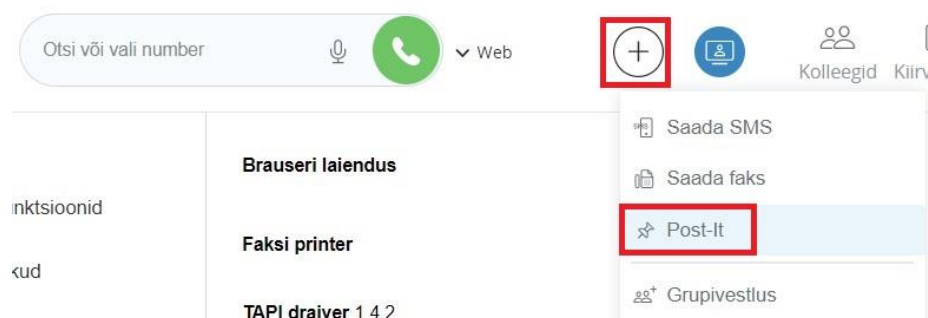 Otsi või vali number
Web
Kolleegid
Saada SMS
Brauseri laiendus
Saada faks
Post-It
Faksi printer
Grupivestlus
TAPI draiver 1.4.2